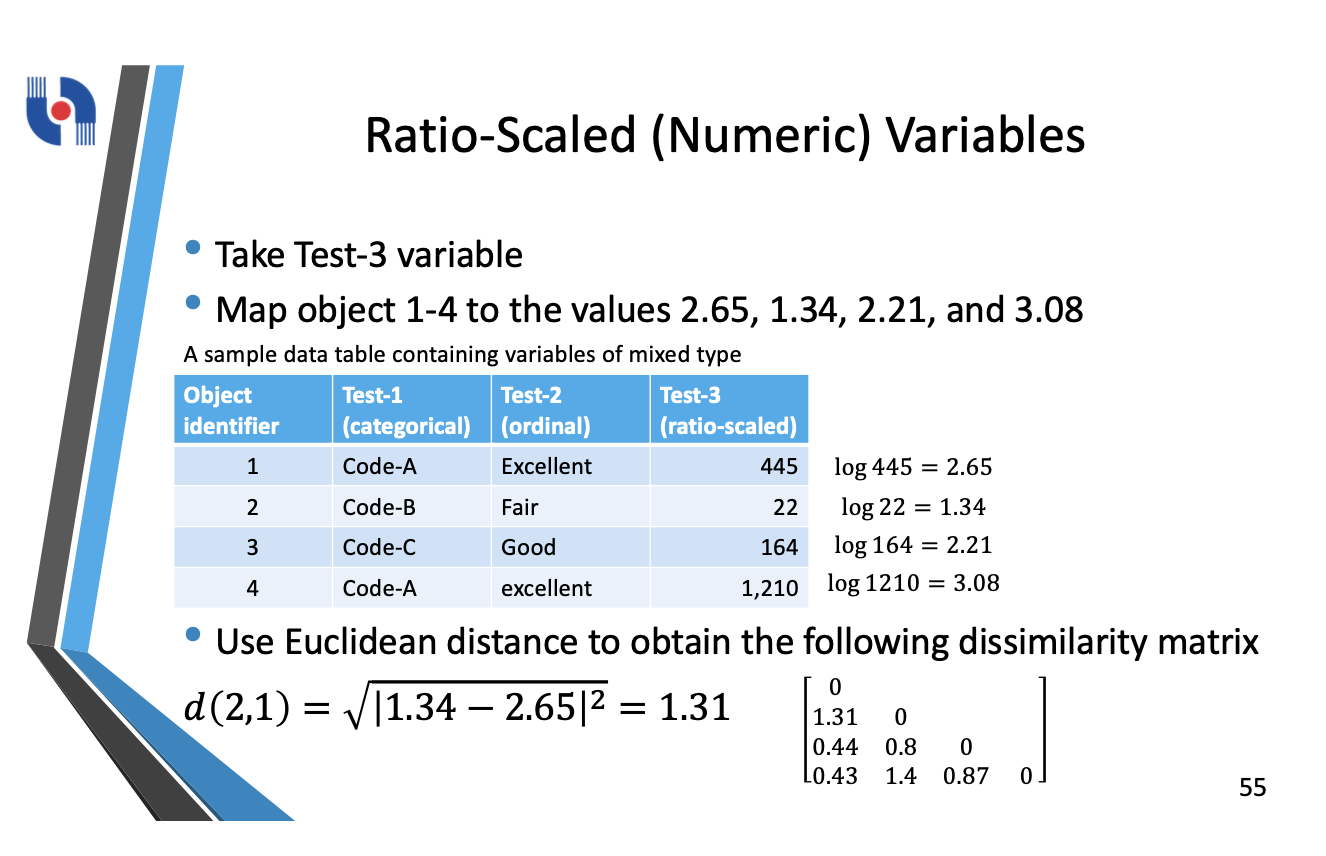 Ratio-Scaled (Numeric) Variables
• Take Test-3 variable
• Map object 1-4 to the values 2.65, 1.34, 2.21, and 3.08
A sample data table containing variables of mixed type
Object identifier Test-1 (categorical) Test-2 (ordinal) Test-3 (ratio-scaled)
1 Code-A Excellent 445 log 445 = 2.65
2 Code-B Fair 22 log 22 = 1.34
3 Code-C Good 164 log 164 = 2.21
4 Code-A excellent 1,210 log 1210 = 3.08
• Use Euclidean distance to obtain the following dissimilarity matrix
d(2,1) = √|1.34 − 2.65|² = 1.31
0
1.31 0
0.44 0.8 0
0.43 1.4 0.87 0
55